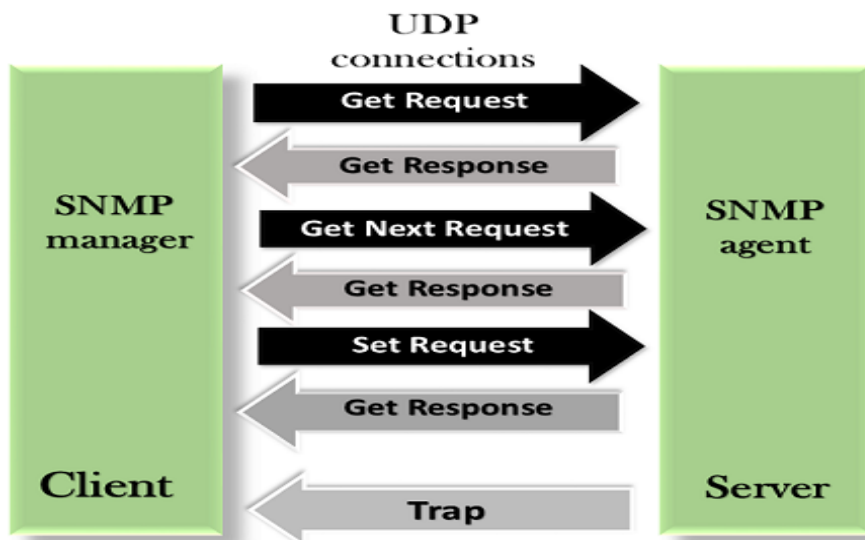 UDP
connections
Get Request
Get Response
SNMP
manager
Get Next Request
SNMP
agent
Get Response
Set Request
Get Response
Client
Trap
Server